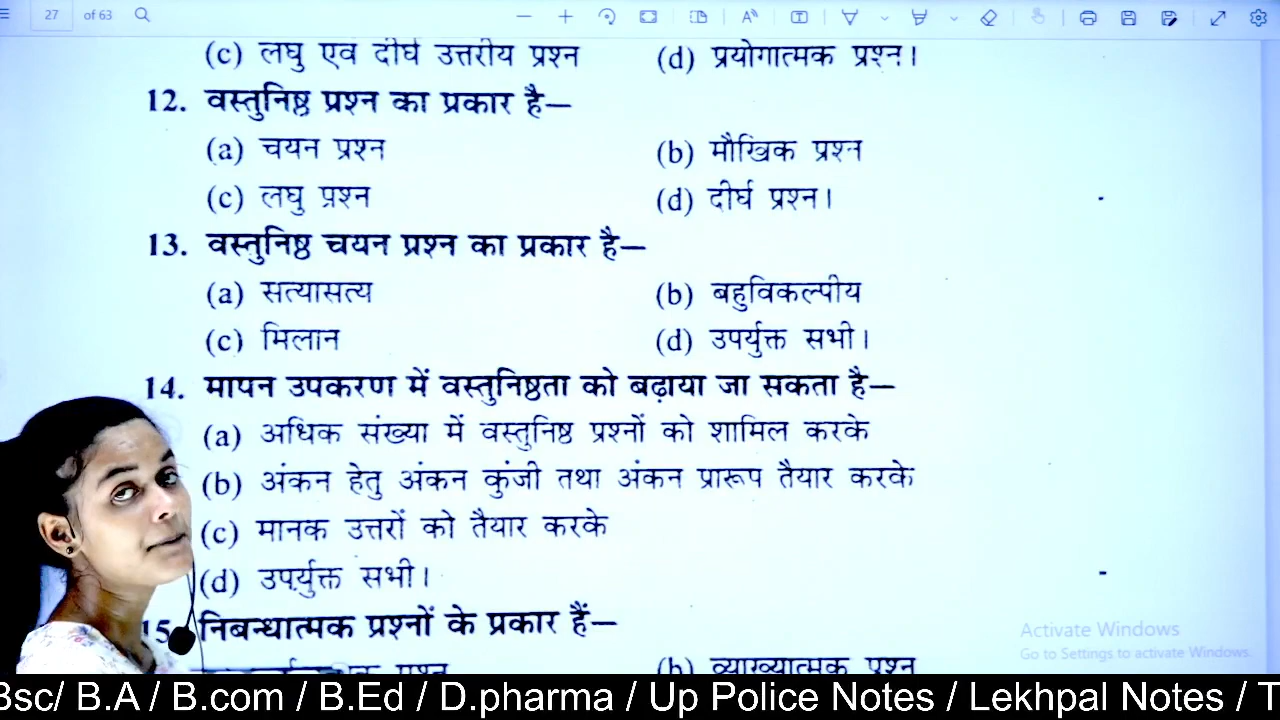 27 of 63
(c) लघु एवं दीर्घ उत्तरीय प्रश्न (d) प्रयोगात्मक प्रश्न।
12. वस्तुनिष्ठ प्रश्न का प्रकार है—
(a) चयन प्रश्न (b) मौखिक प्रश्न
(c) लघु प्रश्न (d) दीर्घ प्रश्न।
13. वस्तुनिष्ठ चयन प्रश्न का प्रकार है—
(a) सत्यासत्य (b) बहुविकल्पीय
(c) मिलान (d) उपर्युक्त सभी।
14. मापन उपकरण में वस्तुनिष्ठता को बढ़ाया जा सकता है—
(a) अधिक संख्या में वस्तुनिष्ठ प्रश्नों को शामिल करके
(b) अंकन हेतु अंकन कुंजी तथा अंकन प्रारूप तैयार करके
(c) मानक उत्तरों को तैयार करके
(d) उपर्युक्त सभी।
15. निबन्धात्मक प्रश्नों के प्रकार हैं—
प्रश्न (b) व्याख्यात्मक प्रश्न
Activate Windows
Go to Settings to activate Windows.
Bsc/ B.A / B.com / B.Ed / D.pharma / Up Police Notes / Lekhpal Notes / T